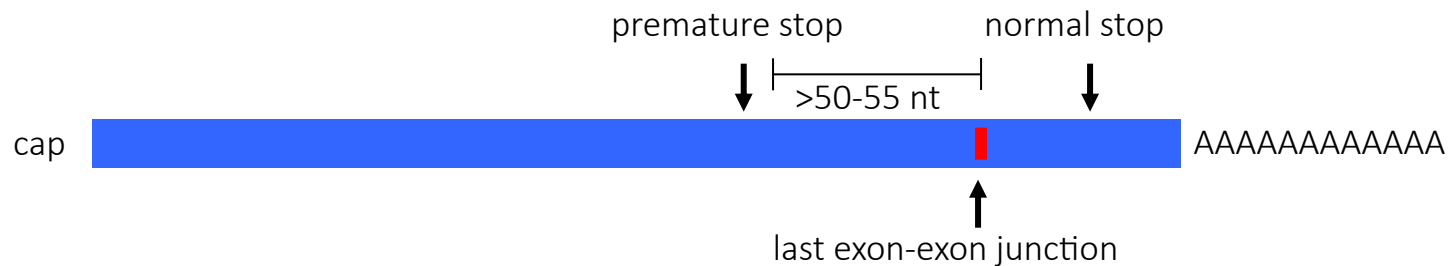 premature stop
normal stop
>50-55 nt
cap
AAAAAAAAAAAA
last exon-exon junction